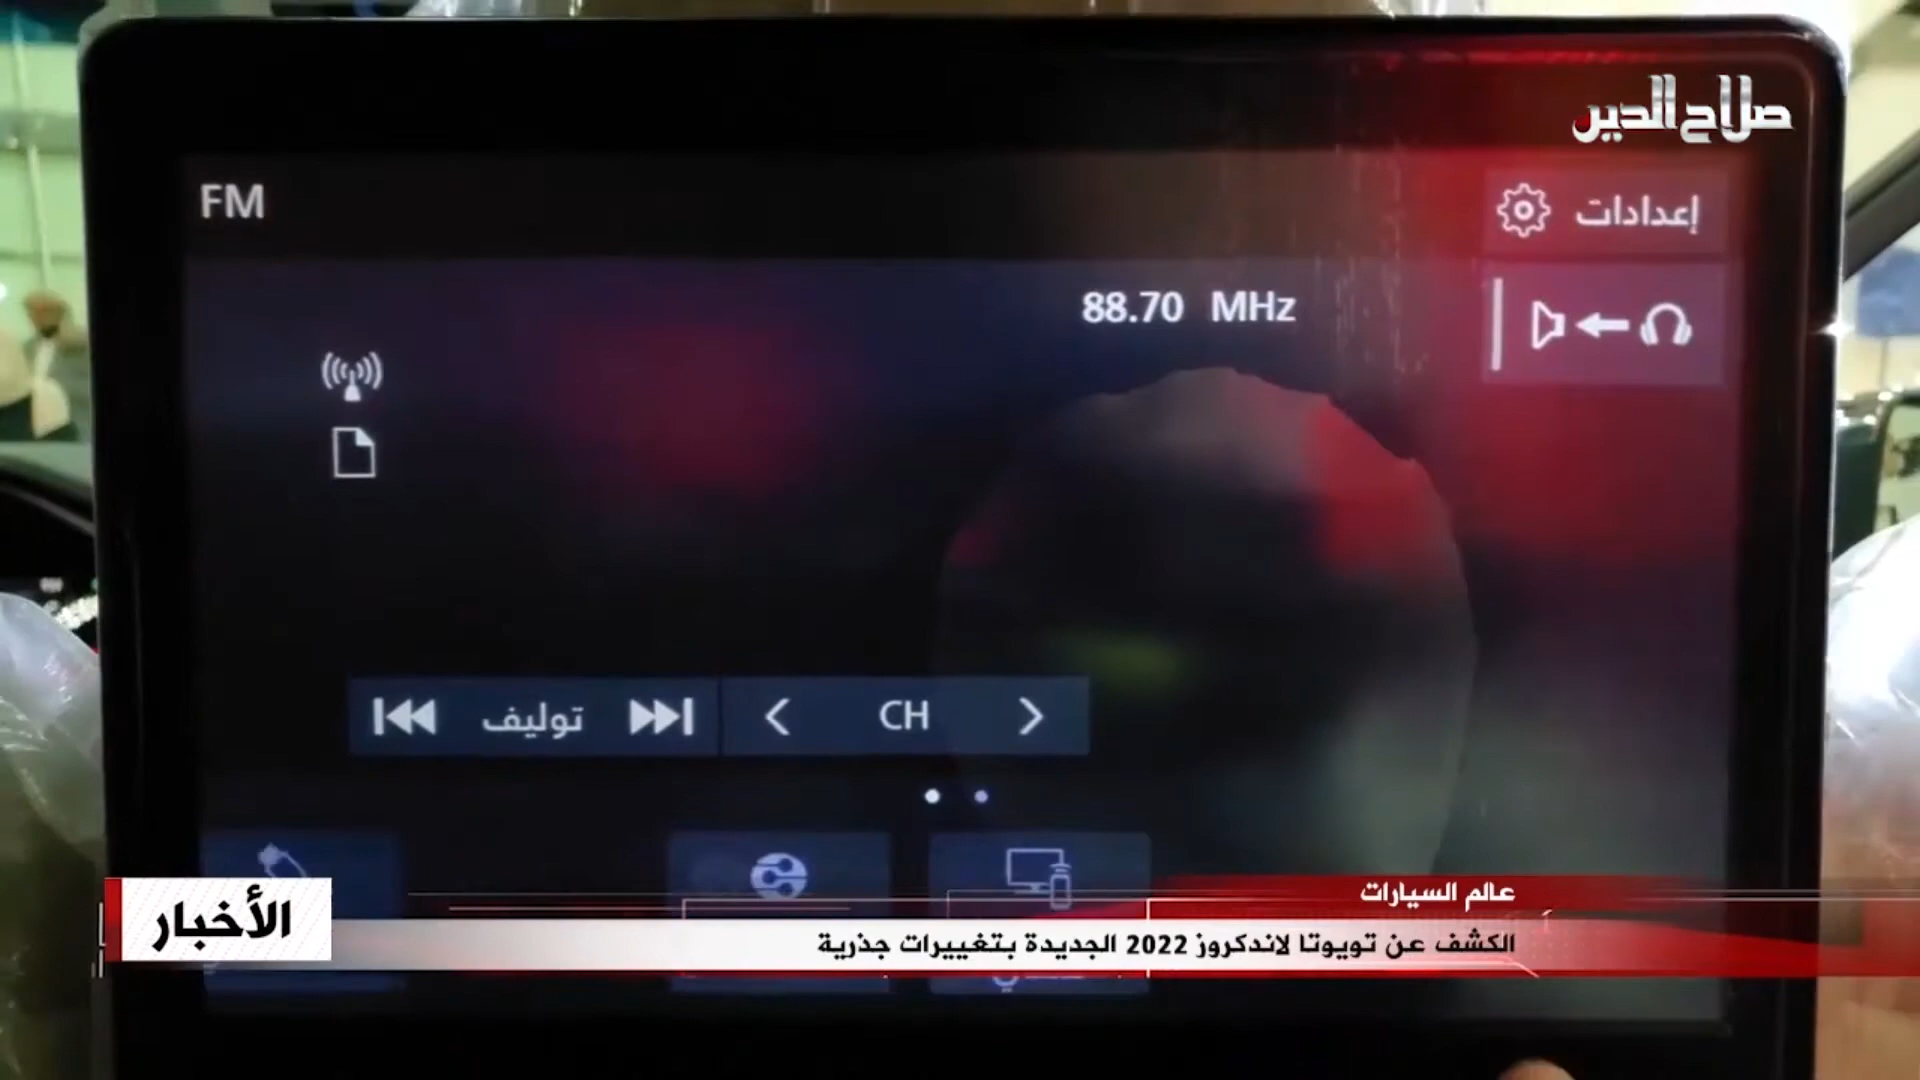 صلاح الدين
FM
إعدادات
88.70 MHz
توليف
CH
عالم السيارات
الكشف عن تويوتا لاندكروز 2022 الجديدة بتغييرات جذرية
الأخبار